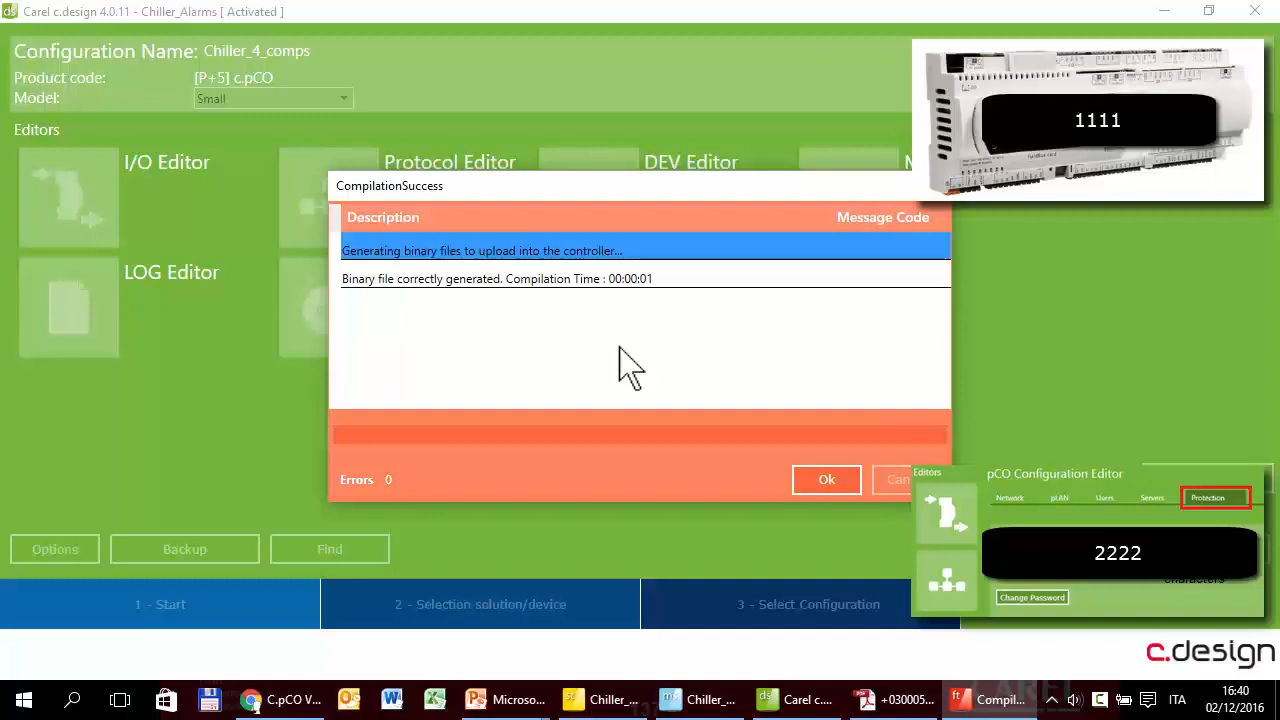 Carel c.design 4.0.11 - Chiller_Alarms [ Activated ]
Configuration Name: Chiller_4_comps
Product code: [P+5] c.pCO
Model: Small
Editors
I/O Editor
Protocol Editor
DEV Editor
LOG Editor
1111
CompilationSuccess
Description Message Code
Generating binary files to upload into the controller...
Binary file correctly generated. Compilation Time : 00:00:01
Errors 0
Ok
Can
Editors
pCO Configuration Editor
Network pLAN Users Servers Protection
2222
characters
Change Password
Options Backup Find
1 - Start 2 - Selection solution/device 3 - Select Configuration
c.design
C.pCO V... Microso... Chiller_... Chiller_... Carel c.... +030005... Compil... ITA
16:40
02/12/2016